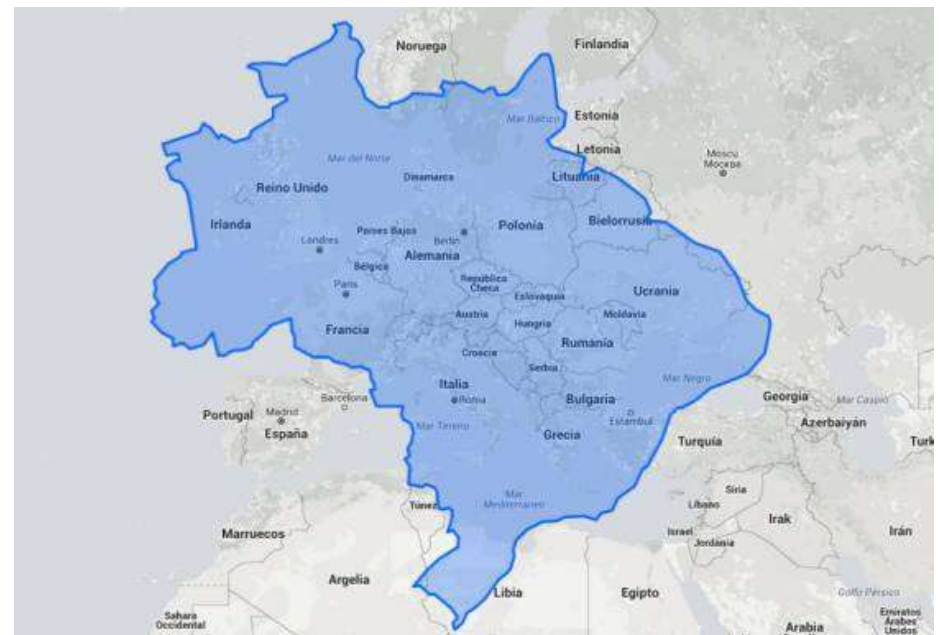 Noruega
Finlandia
Mar Báltico
Estonia
Letonia
Moscú
Москва
Mar del Norte
Dinamarca
Lituania
Reino Unido
Irlanda
Bielorrusia
Polonia
Países Bajos
Londres
Berlín
Alemania
Bélgica
República
Checa
París
Eslovaquia
Ucrania
Austria
Hungría
Moldavia
Francia
Rumanía
Croacia
Serbia
Italia
Mar Negro
Roma
Barcelona
Bulgaria
Georgia
Mar Caspio
Portugal
Madrid
Estambul
Azerbaiyán
España
Mar Tirreno
Grecia
Turquía
Turk
Siria
Mar
Mediterráneo
Túnez
Líbano
Irak
Marruecos
Israel
Irán
Jordania
Argelia
Libia
Egipto
Golfo Pérsico
Sahara
Occidental
Emiratos
Árabes
Unidos
Arabia